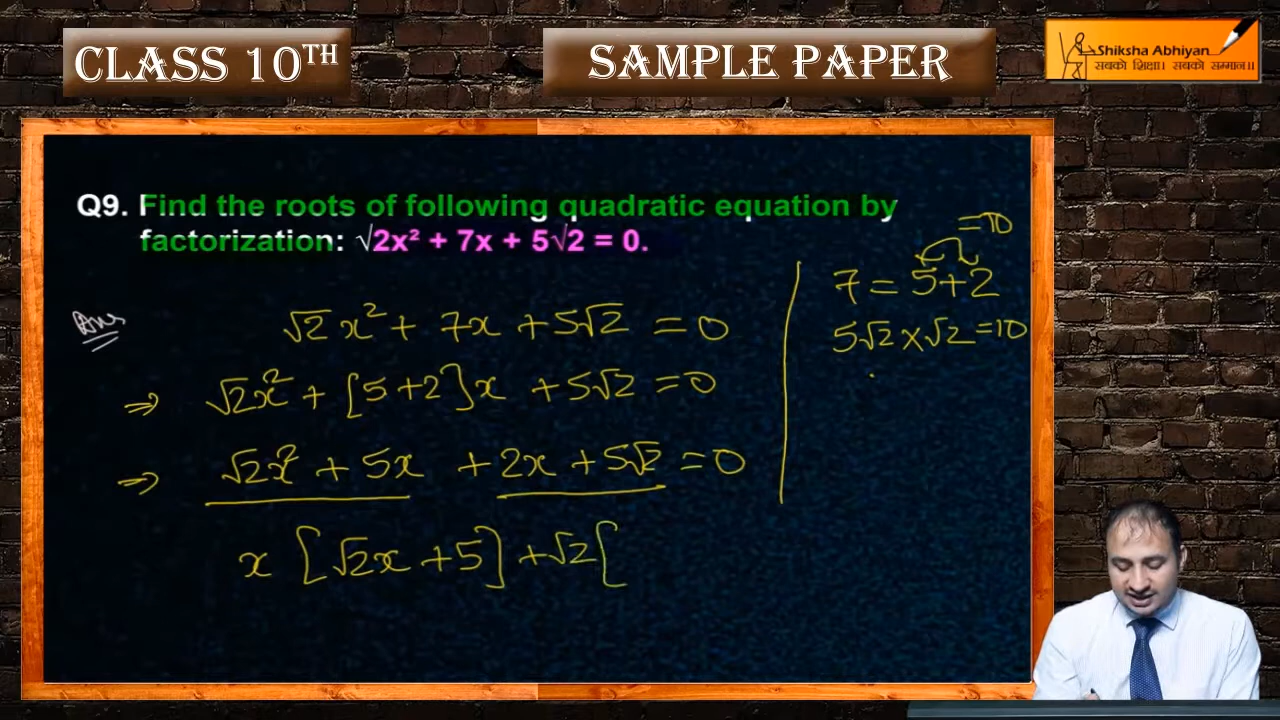 CLASS 10TH
SAMPLE PAPER
Shiksha Abhiyan
सबको शिक्षा। सबको सम्मान॥
Q9. Find the roots of following quadratic equation by
factorization: √2x² + 7x + 5√2 = 0.
=10
7 = 5+2
5√2 × √2 =10
Ans
√2x² + 7x + 5√2 = 0
⇒ √2x² + [5+2]x + 5√2 = 0
⇒ √2x² + 5x + 2x + 5√2 = 0
x [√2x + 5] + √2 [